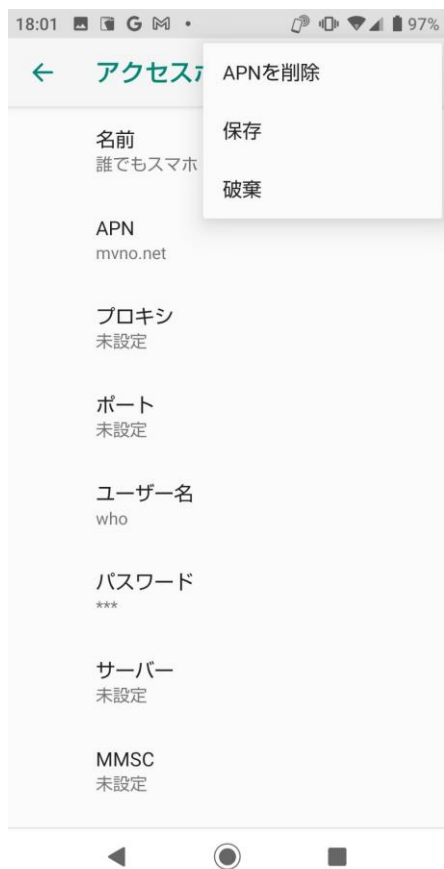 18:01 97%
アクセスポ
APNを削除
保存
破棄
名前
誰でもスマホ
APN
mvno.net
プロキシ
未設定
ポート
未設定
ユーザー名
who
パスワード
***
サーバー
未設定
MMSC
未設定